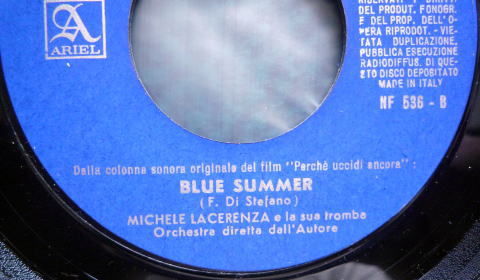 A
ARIEL
RISERVATI I DIRITTI
DEL PRODUT. FONOGR.
E DEL PROP. DELL'O-
PERA RIPRODOT. - VIE-
TATA DUPLICAZIONE,
PUBBLICA ESECUZIONE
RADIODIFFUS. DI QUE-
STO DISCO DEPOSITATO
MADE IN ITALY
NF 536 - B
Dalla colonna sonora originale del film "Perchè uccidi ancora" :
BLUE SUMMER
( F. Di Stefano )
MICHELE LACERENZA e la sua tromba
Orchestra diretta dall'Autore